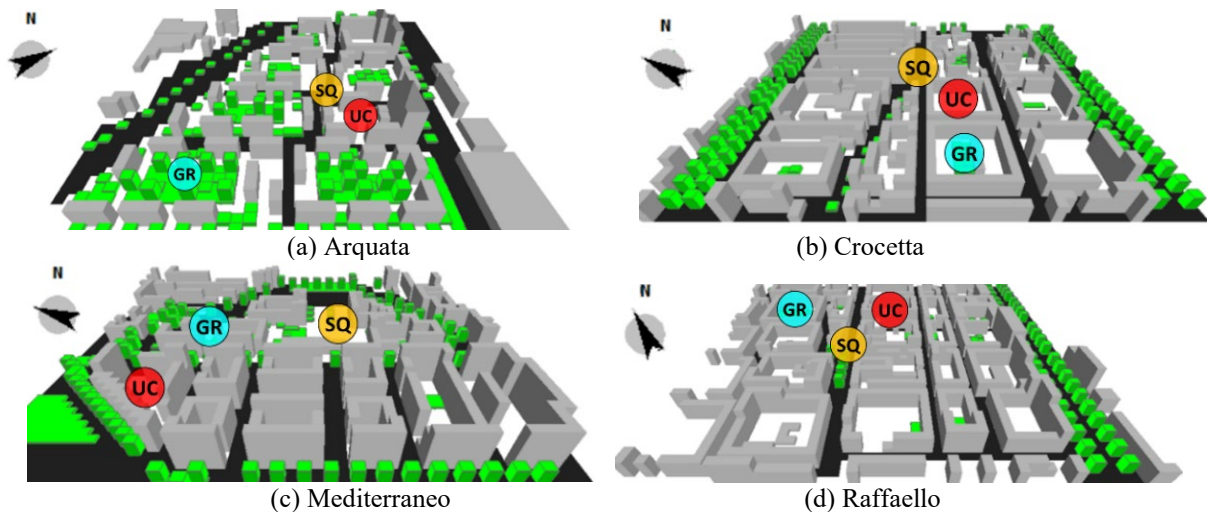 N
SQ
UC
GR
(a) Arquata
N
SQ
UC
GR
(b) Crocetta
N
GR
SQ
UC
(c) Mediterraneo
N
GR
UC
SQ
(d) Raffaello